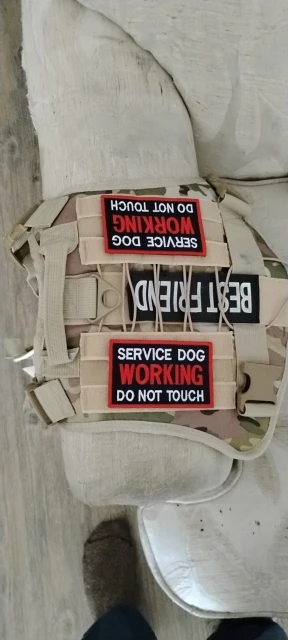 SERVICE DOG
WORKING
DO NOT TOUCH
BEST FRIEND
SERVICE DOG
WORKING
DO NOT TOUCH